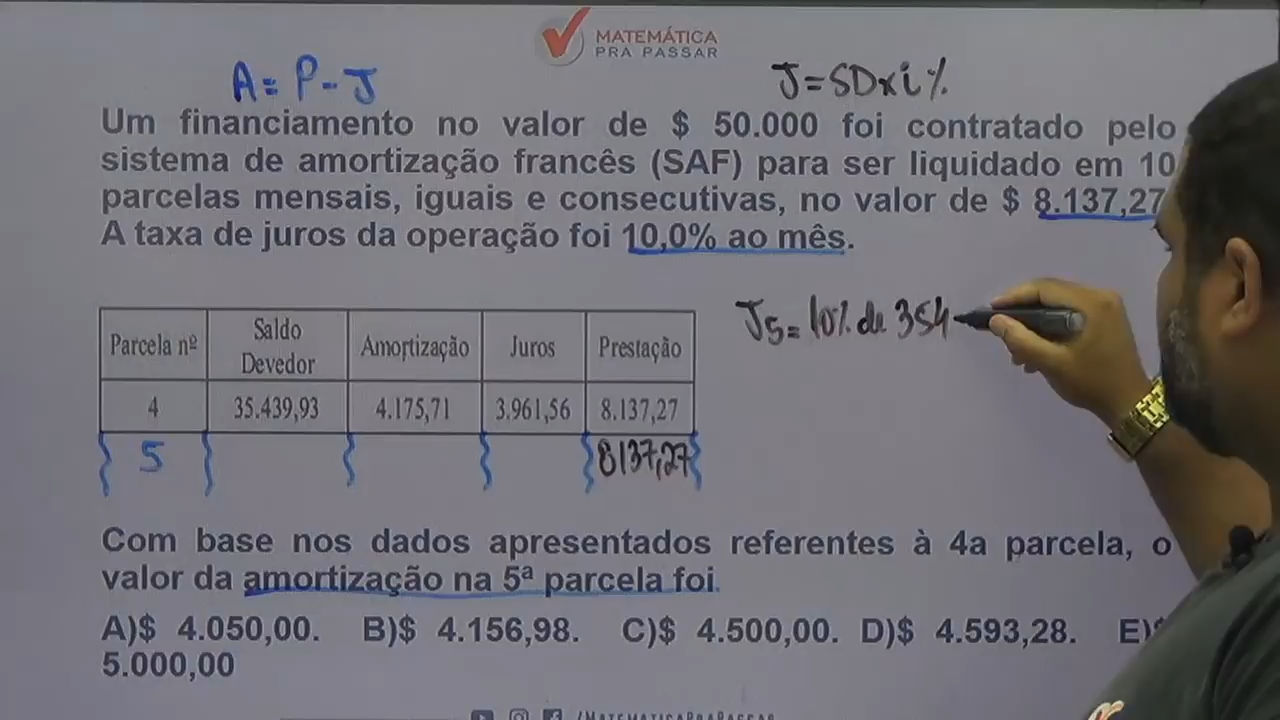 MATEMÁTICA
PRA PASSAR
A = P - J
J = SD x i %
Um financiamento no valor de $ 50.000 foi contratado pelo
sistema de amortização francês (SAF) para ser liquidado em 10
parcelas mensais, iguais e consecutivas, no valor de $ 8.137,27
A taxa de juros da operação foi 10,0% ao mês.
J5 = 10% de 354
Parcela nº Saldo Devedor Amortização Juros Prestação
4 35.439,93 4.175,71 3.961,56 8.137,27
5 8137,27
Com base nos dados apresentados referentes à 4a parcela, o
valor da amortização na 5ª parcela foi.
A)$ 4.050,00. B)$ 4.156,98. C)$ 4.500,00. D)$ 4.593,28. E)$
5.000,00
/MATEMATICAPRAPASSAR